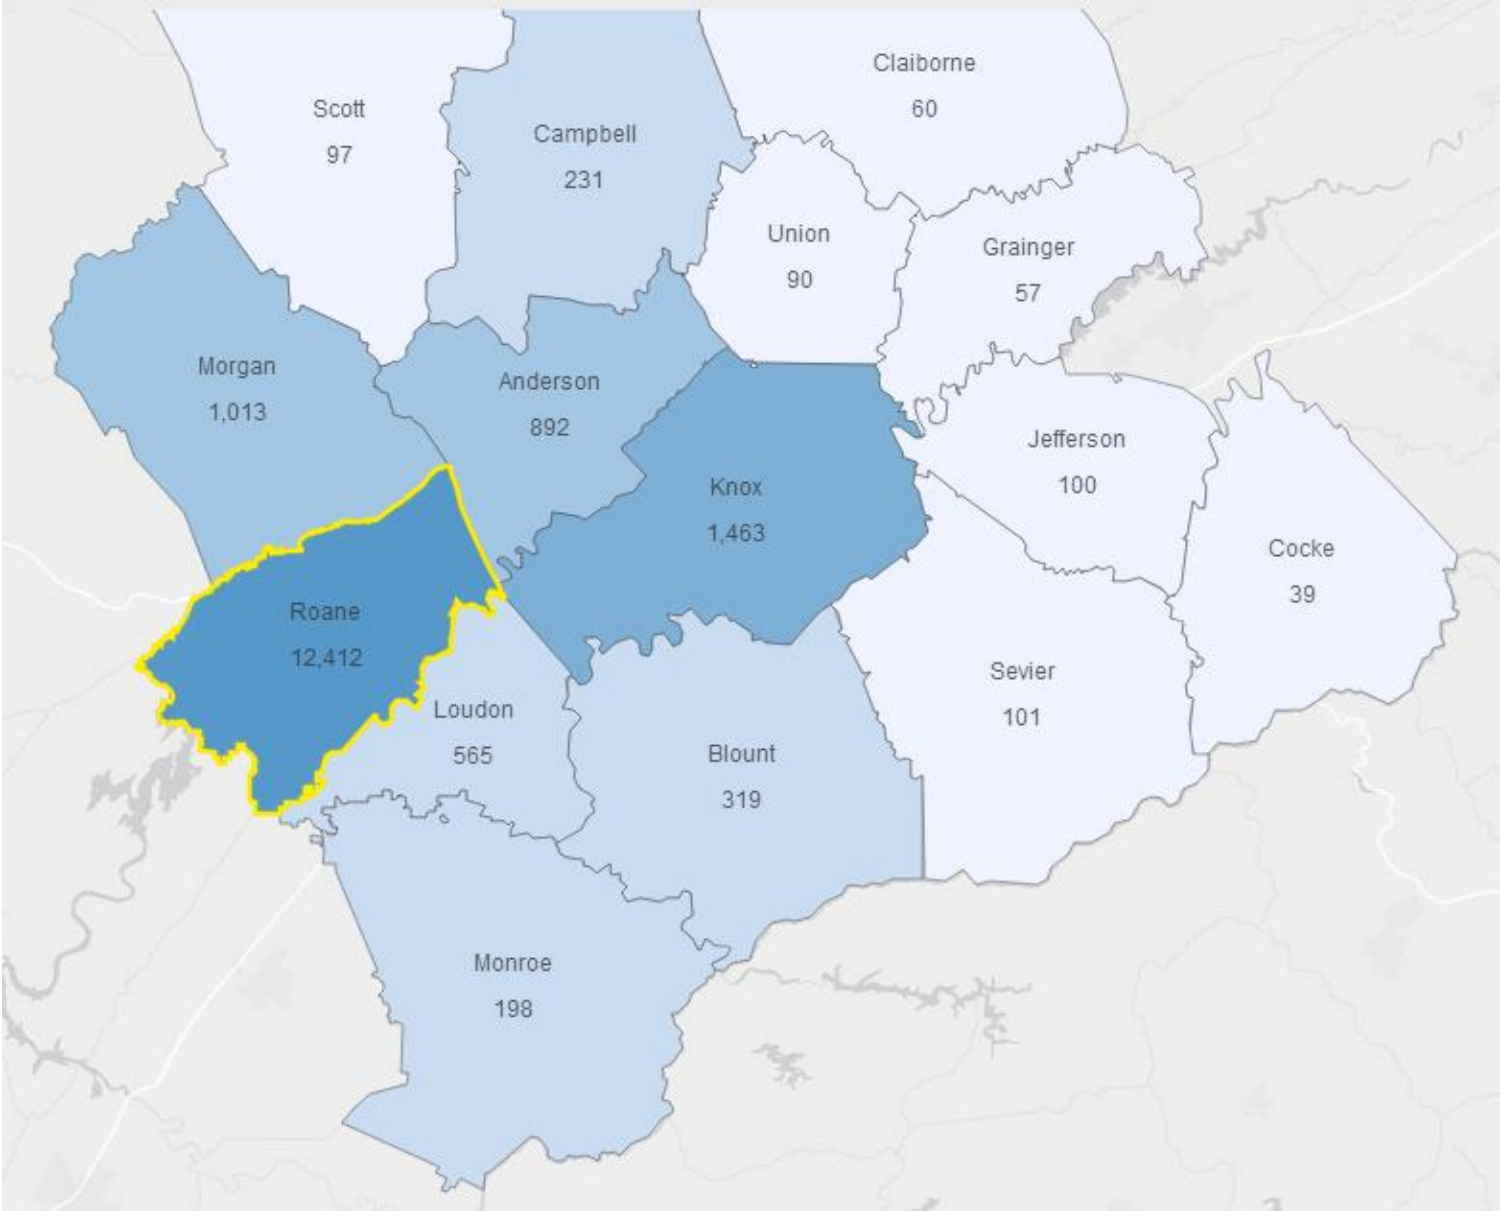 Claiborne
60
Scott
97
Campbell
231
Union
90
Grainger
57
Morgan
1,013
Anderson
892
Jefferson
100
Knox
1,463
Cocke
39
Roane
12,412
Sevier
101
Loudon
565
Blount
319
Monroe
198